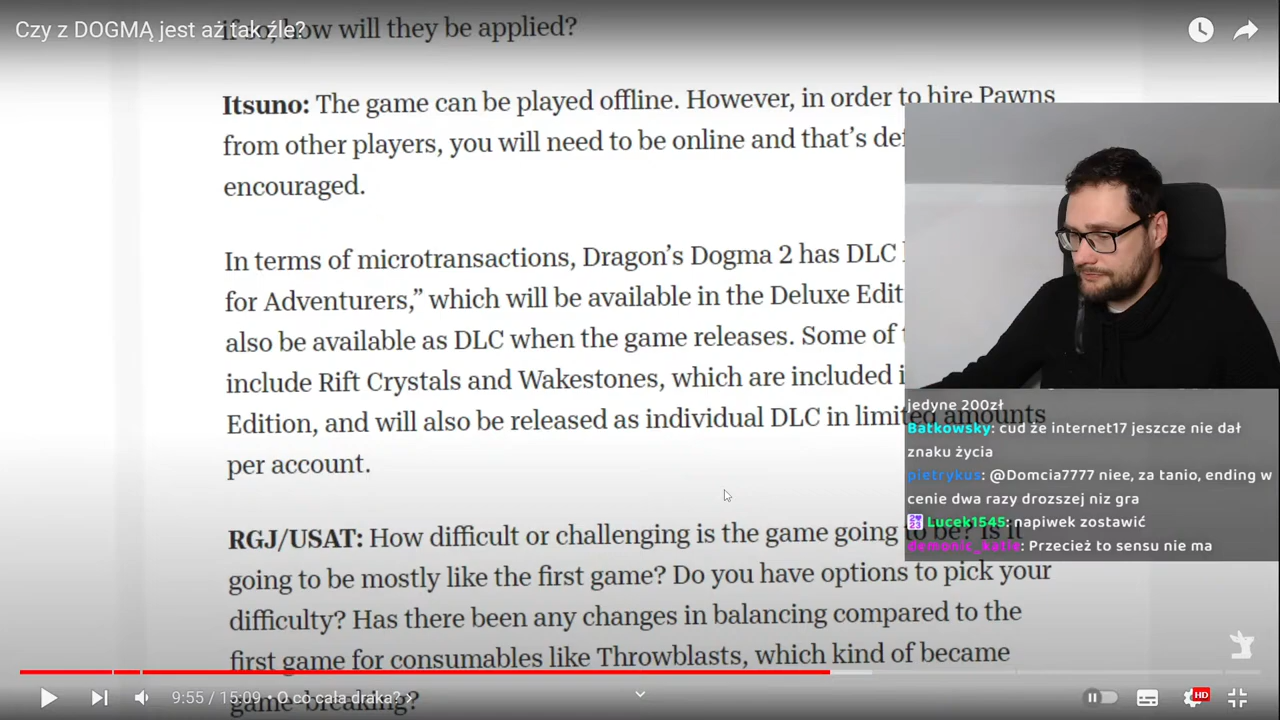 Czy z DOGMĄ jest aż tak źle?
if so, how will they be applied?
Itsuno: The game can be played offline. However, in order to hire Pawns
from other players, you will need to be online and that's
encouraged.
In terms of microtransactions, Dragon's Dogma 2 has DLC
for Adventurers,” which will be available in the Deluxe
also be available as DLC when the game releases. Some of
include Rift Crystals and Wakestones, which are included
Edition, and will also be released as individual DLC in limited amounts
per account.
RGJ/USAT: How difficult or challenging is the game going to be? Is it
going to be mostly like the first game? Do you have options to pick your
difficulty? Has there been any changes in balancing compared to the
first game for consumables like Throwblasts, which kind of became
game-breaking?
jedyne 200zł
Batkowsky: cud że internet17 jeszcze nie dał
znaku życia
pietrykus: @Domcia7777 niee, za tanio, ending w
cenie dwa razy drozszej niz gra
Lucek1545: napiwek zostawić
demonic_katie: Przecież to sensu nie ma
9:55 / 15:09 • O co cała draka? >
HD